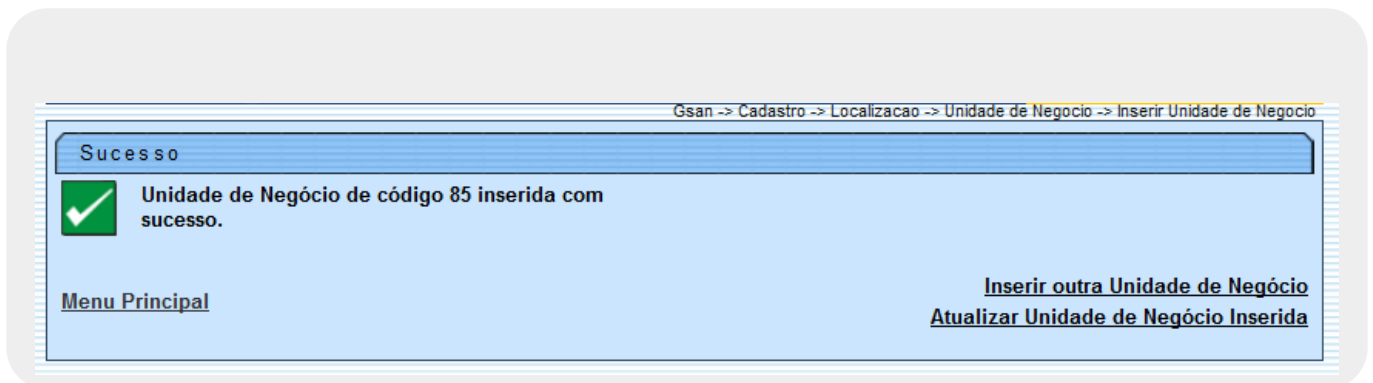 Gsan -> Cadastro -> Localizacao -> Unidade de Negocio -> Inserir Unidade de Negocio
Sucesso
Unidade de Negócio de código 85 inserida com
sucesso.
Inserir outra Unidade de Negócio
Menu Principal
Atualizar Unidade de Negócio Inserida